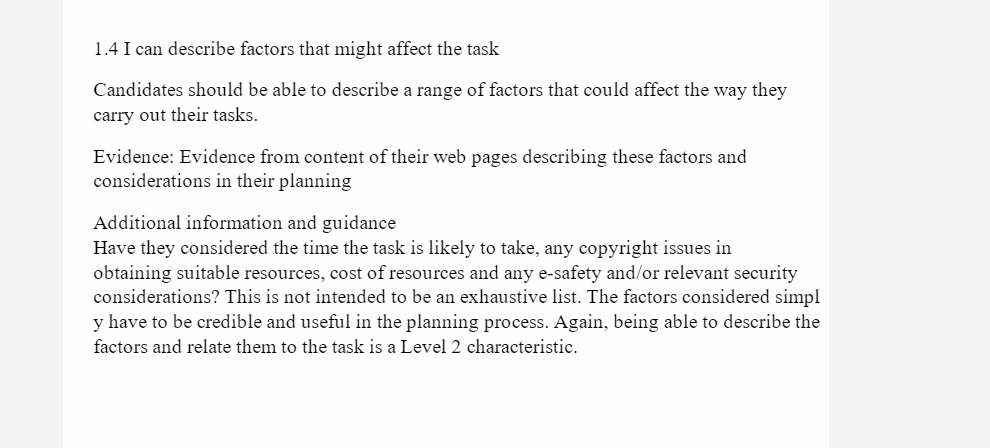 1.4 I can describe factors that might affect the task
Candidates should be able to describe a range of factors that could affect the way they
carry out their tasks.
Evidence: Evidence from content of their web pages describing these factors and
considerations in their planning
Additional information and guidance
Have they considered the time the task is likely to take, any copyright issues in
obtaining suitable resources, cost of resources and any e-safety and/or relevant security
considerations? This is not intended to be an exhaustive list. The factors considered simpl
y have to be credible and useful in the planning process. Again, being able to describe the
factors and relate them to the task is a Level 2 characteristic.